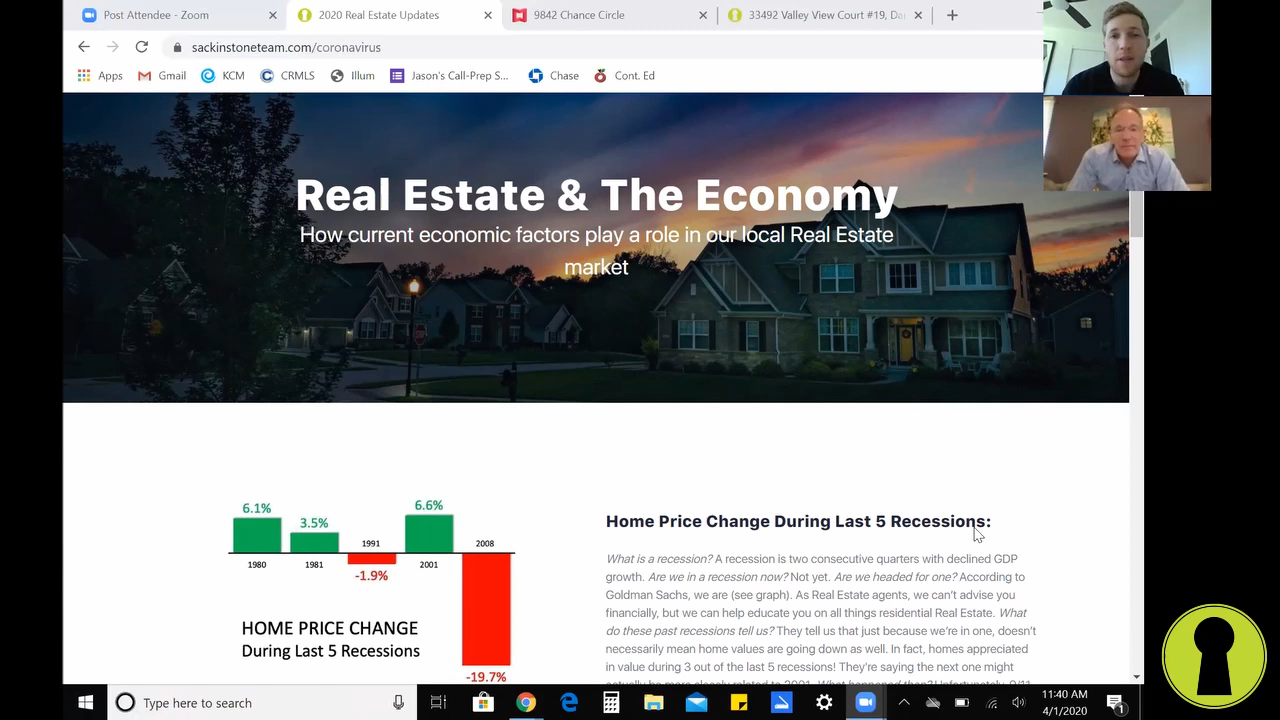 Post Attendee - Zoom
2020 Real Estate Updates
9842 Chance Circle
33492 Valley View Court #19, Da
sackinstoneteam.com/coronavirus
Apps
Gmail
KCM
CRMLS
Illum
Jason's Call-Prep S...
Chase
Cont. Ed
Real Estate & The Economy
How current economic factors play a role in our local Real Estate
market
6.1%
3.5%
6.6%
1991
2008
1980
1981
2001
-1.9%
HOME PRICE CHANGE
During Last 5 Recessions
-19.7%
Home Price Change During Last 5 Recessions:
What is a recession? A recession is two consecutive quarters with declined GDP
growth. Are we in a recession now? Not yet. Are we headed for one? According to
Goldman Sachs, we are (see graph). As Real Estate agents, we can't advise you
financially, but we can help educate you on all things residential Real Estate. What
do these past recessions tell us? They tell us that just because we're in one, doesn't
necessarily mean home values are going down as well. In fact, homes appreciated
in value during 3 out of the last 5 recessions! They're saying the next one might
Type here to search
11:40 AM
4/1/2020
1